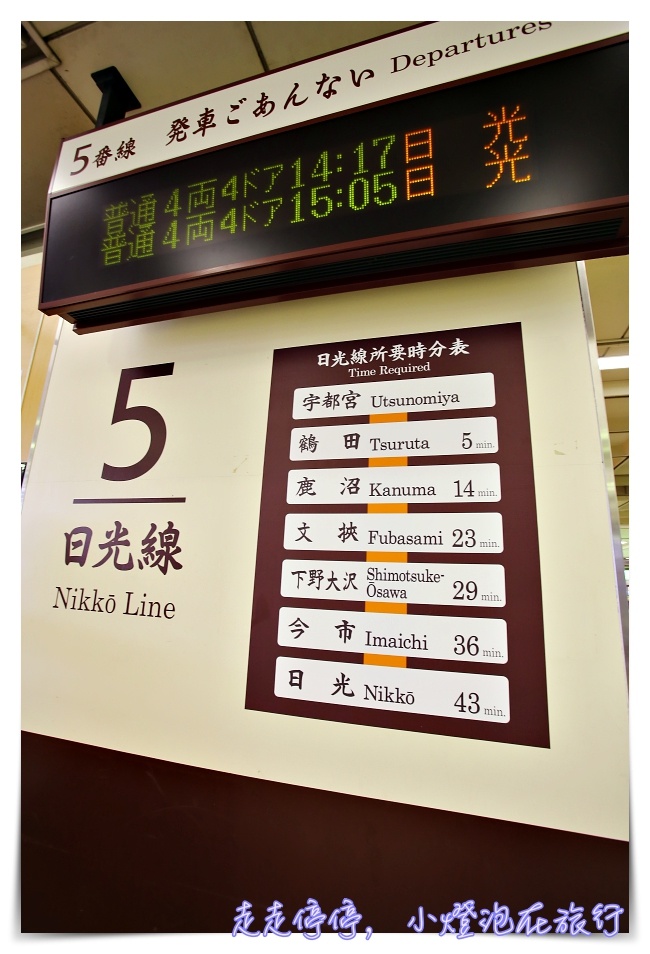 5番線 発車ごあんない Departures
普通 4両 4ドア 14:17 日 光
普通 4両 4ドア 15:05 日 光
5
日光線
Nikkō Line
日光線所要時分表
Time Required
宇都宮 Utsunomiya
鶴 田 Tsuruta 5 min.
鹿 沼 Kanuma 14 min.
文 挾 Fubasami 23 min.
下野大沢 Shimotsuke-Ōsawa 29 min.
今 市 Imaichi 36 min.
日 光 Nikkō 43 min.
走走停停, 小燈泡在旅行